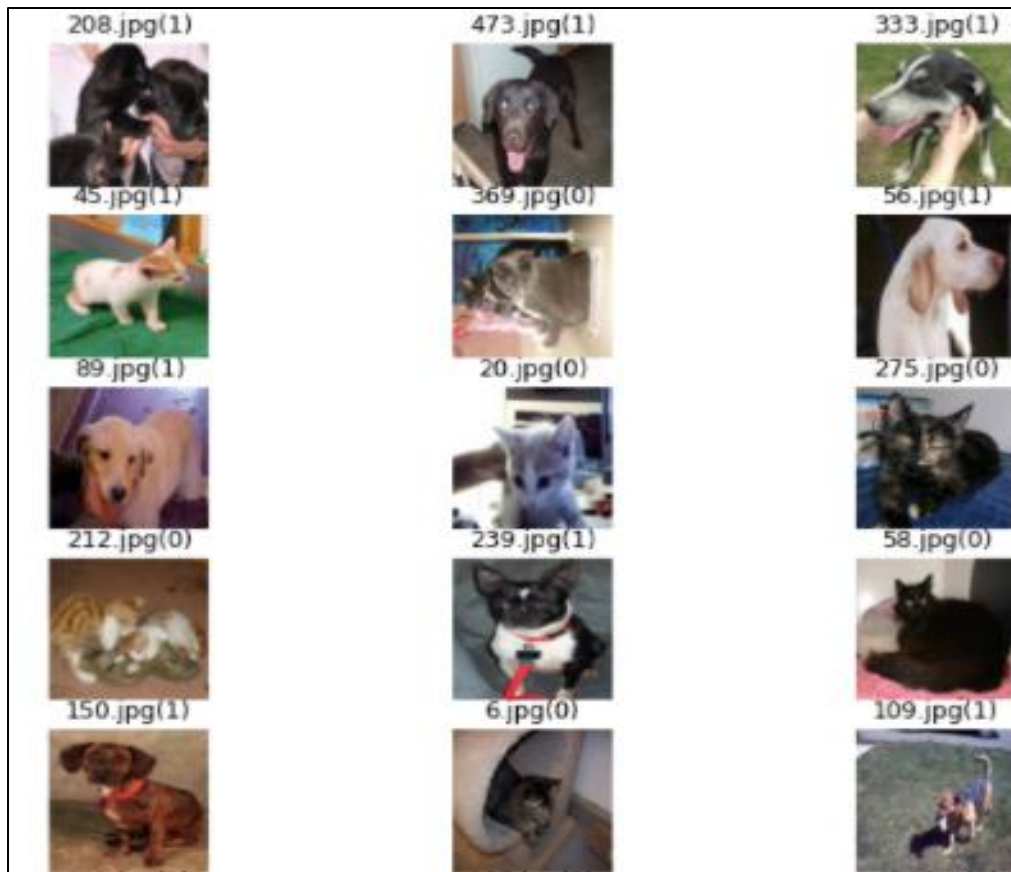 208.jpg(1) 473.jpg(1) 333.jpg(1)
45.jpg(1) 369.jpg(0) 56.jpg(1)
89.jpg(1) 20.jpg(0) 275.jpg(0)
212.jpg(0) 239.jpg(1) 58.jpg(0)
150.jpg(1) 6.jpg(0) 109.jpg(1)